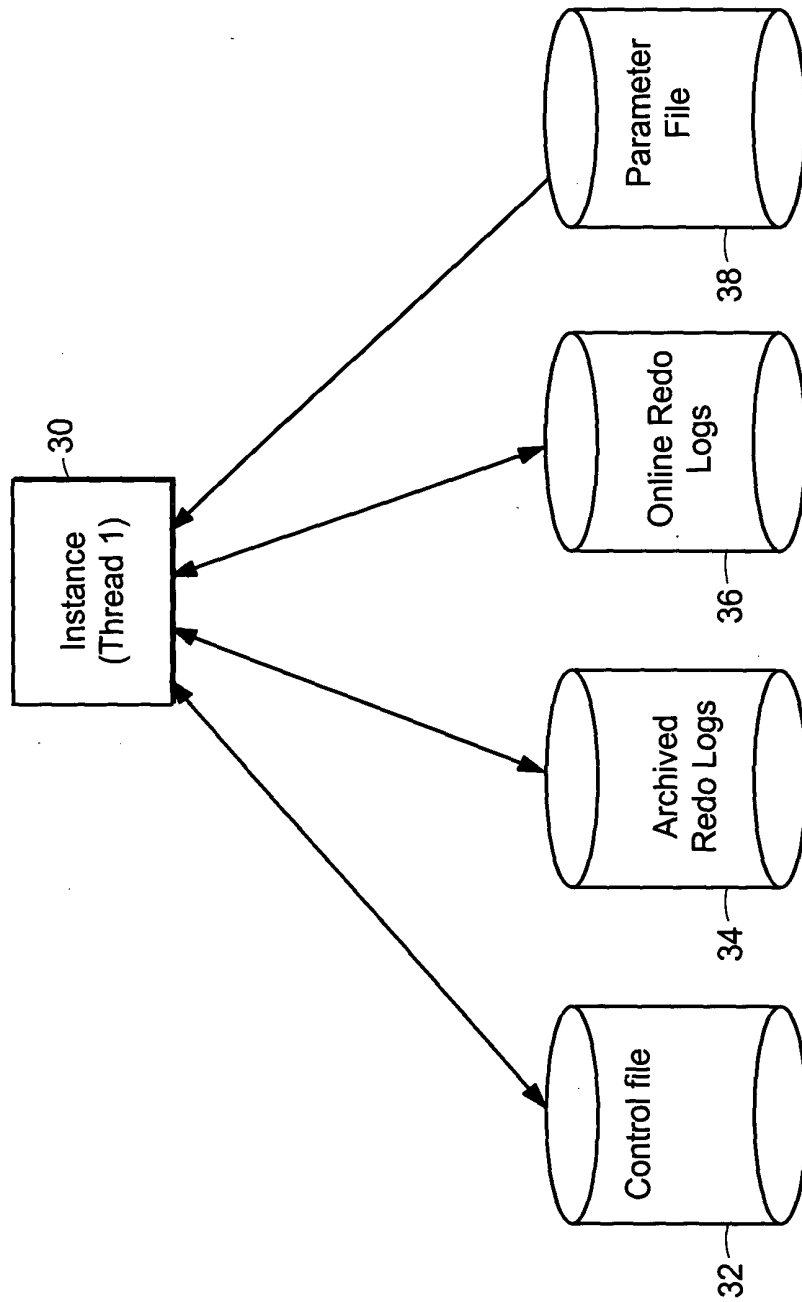 Instance
(Thread 1)
30
Control file
32
Archived
Redo Logs
34
Online Redo
Logs
36
Parameter
File
38